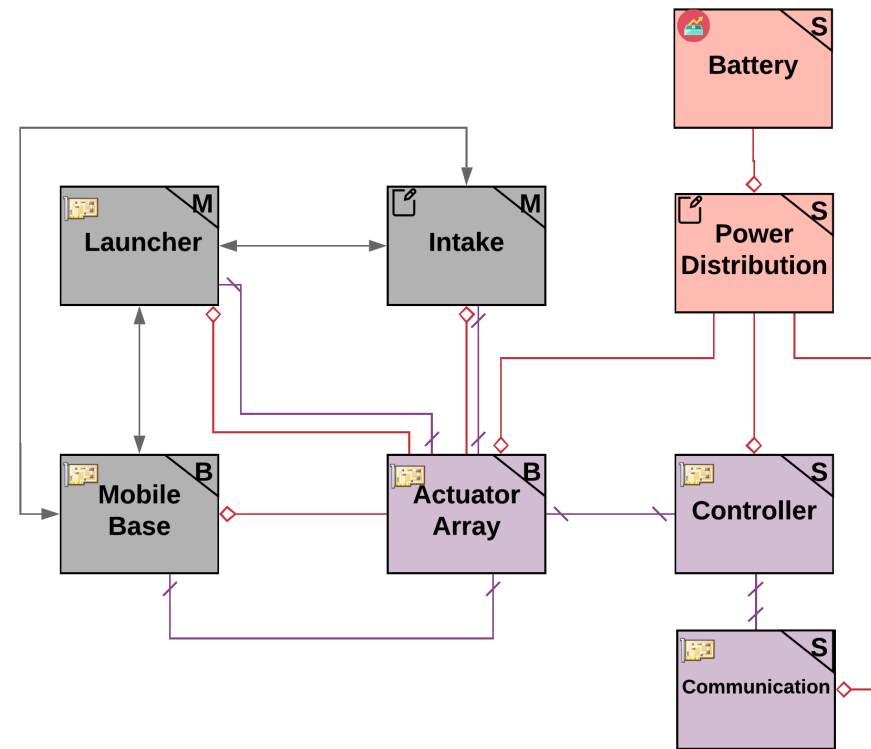 S
Battery
M
Launcher
M
Intake
S
Power
Distribution
B
Mobile
Base
B
Actuator
Array
S
Controller
S
Communication